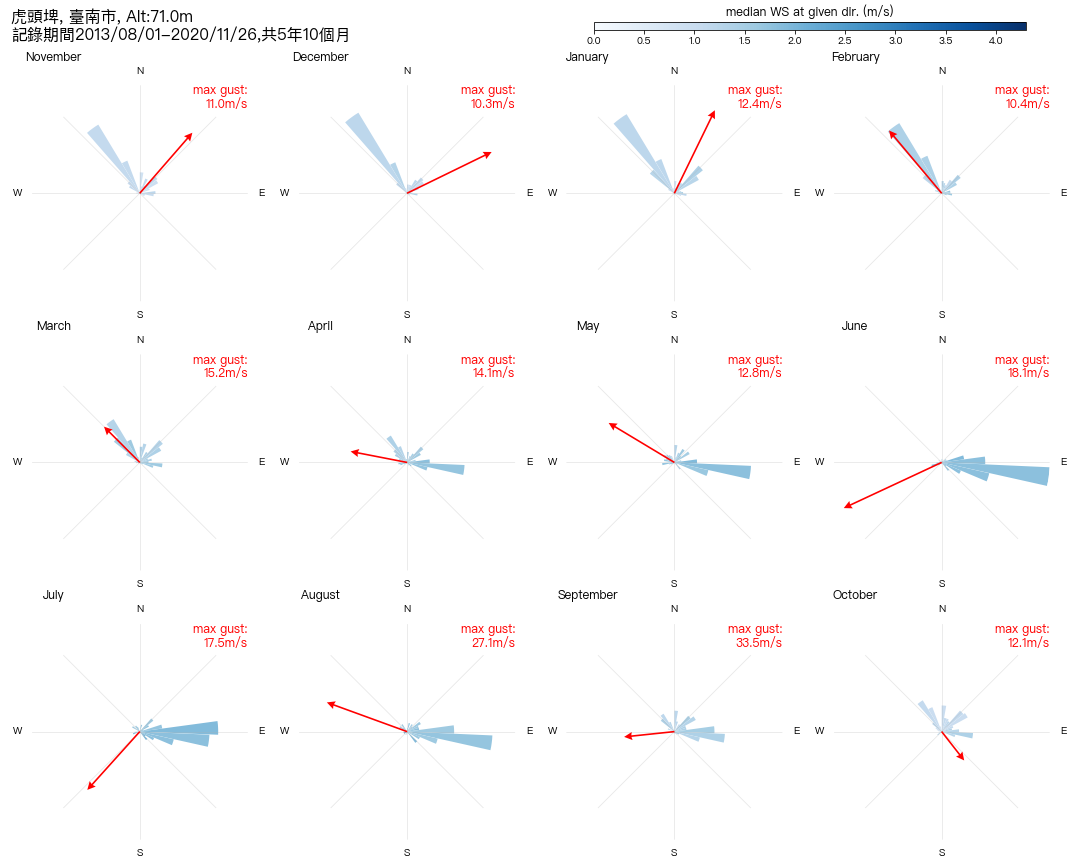 虎頭埤, 臺南市, Alt:71.0m
記錄期間2013/08/01−2020/11/26,共5年10個月
median WS at given dir. (m/s)
0.0 0.5 1.0 1.5 2.0 2.5 3.0 3.5 4.0
November
N
max gust:
11.0m/s
W
E
S
December
N
max gust:
10.3m/s
W
E
S
January
N
max gust:
12.4m/s
W
E
S
February
N
max gust:
10.4m/s
W
E
S
March
N
max gust:
15.2m/s
W
E
S
April
N
max gust:
14.1m/s
W
E
S
May
N
max gust:
12.8m/s
W
E
S
June
N
max gust:
18.1m/s
W
E
S
July
N
max gust:
17.5m/s
W
E
S
August
N
max gust:
27.1m/s
W
E
S
September
N
max gust:
33.5m/s
W
E
S
October
N
max gust:
12.1m/s
W
E
S